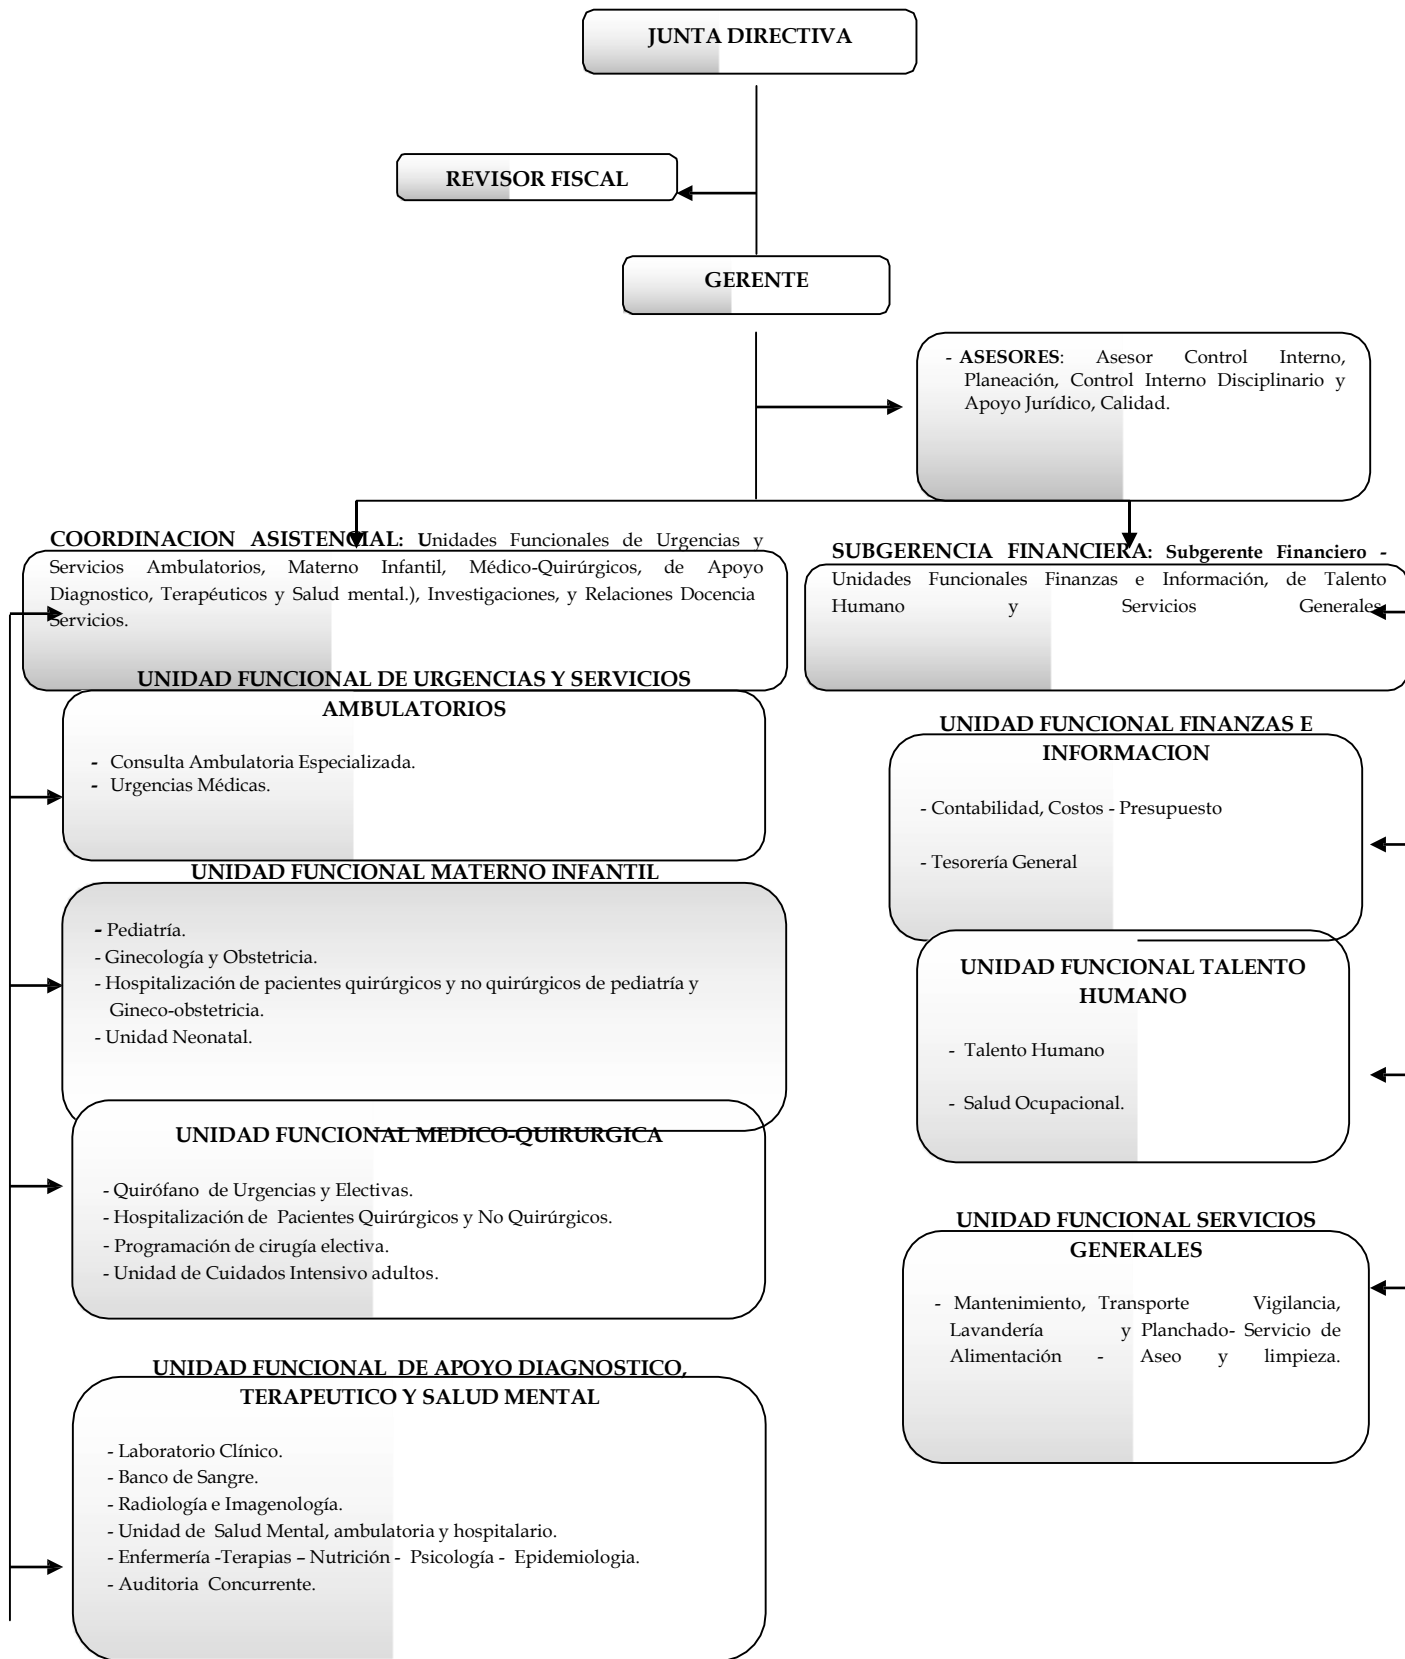 JUNTA DIRECTIVA
REVISOR FISCAL
GERENTE
- ASESORES: Asesor Control Interno,
Planeación, Control Interno Disciplinario y
Apoyo Jurídico, Calidad.
COORDINACION ASISTENCIAL: Unidades Funcionales de Urgencias y
Servicios Ambulatorios, Materno Infantil, Médico-Quirúrgicos, de Apoyo
Diagnostico, Terapéuticos y Salud mental.), Investigaciones, y Relaciones Docencia
Servicios.
SUBGERENCIA FINANCIERA: Subgerente Financiero -
Unidades Funcionales Finanzas e Información, de Talento
Humano y Servicios Generales.
UNIDAD FUNCIONAL DE URGENCIAS Y SERVICIOS
AMBULATORIOS
- Consulta Ambulatoria Especializada.
- Urgencias Médicas.
UNIDAD FUNCIONAL MATERNO INFANTIL
- Pediatría.
- Ginecología y Obstetricia.
- Hospitalización de pacientes quirúrgicos y no quirúrgicos de pediatría y
Gineco-obstetricia.
- Unidad Neonatal.
UNIDAD FUNCIONAL MEDICO-QUIRURGICA
- Quirófano de Urgencias y Electivas.
- Hospitalización de Pacientes Quirúrgicos y No Quirúrgicos.
- Programación de cirugía electiva.
- Unidad de Cuidados Intensivo adultos.
UNIDAD FUNCIONAL DE APOYO DIAGNOSTICO,
TERAPEUTICO Y SALUD MENTAL
- Laboratorio Clínico.
- Banco de Sangre.
- Radiología e Imagenología.
- Unidad de Salud Mental, ambulatoria y hospitalario.
- Enfermería -Terapias – Nutrición - Psicología - Epidemiologia.
- Auditoria Concurrente.
UNIDAD FUNCIONAL FINANZAS E
INFORMACION
- Contabilidad, Costos - Presupuesto
- Tesorería General
UNIDAD FUNCIONAL TALENTO
HUMANO
- Talento Humano
- Salud Ocupacional.
UNIDAD FUNCIONAL SERVICIOS
GENERALES
- Mantenimiento, Transporte Vigilancia,
Lavandería y Planchado- Servicio de
Alimentación - Aseo y limpieza.